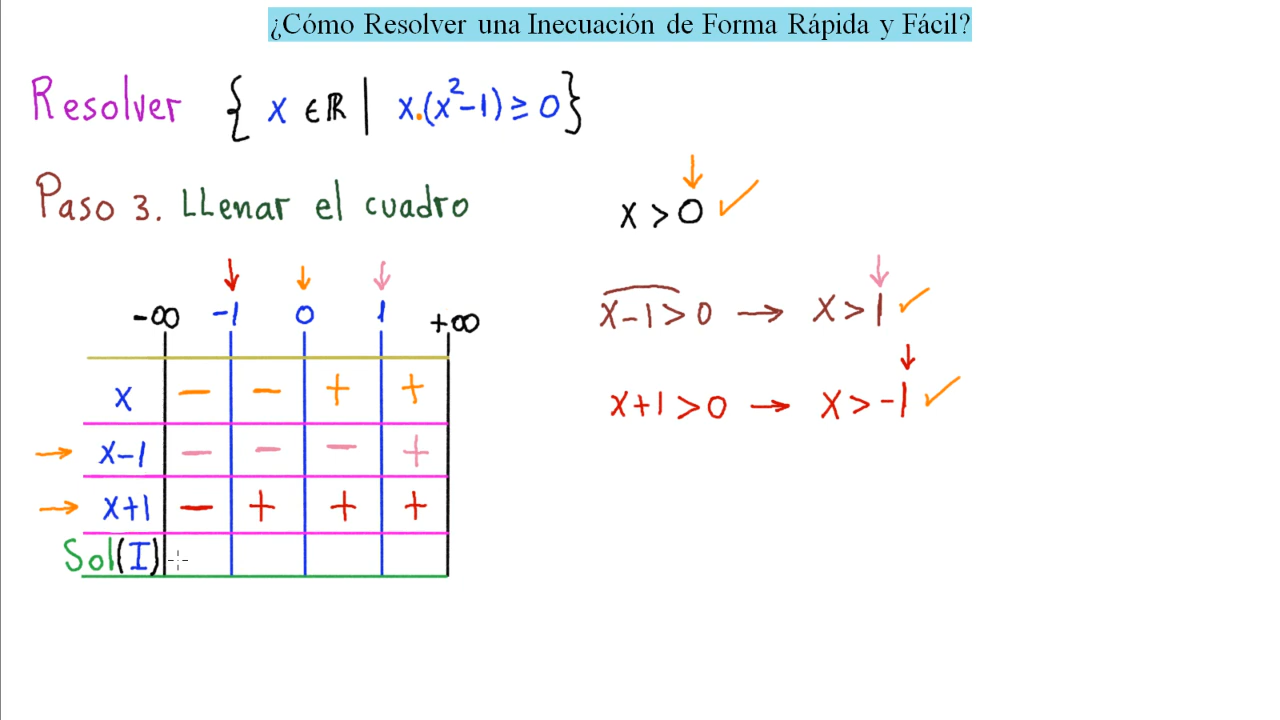 ¿Cómo Resolver una Inecuación de Forma Rápida y Fácil?
Resolver { x ∈ ℝ | x.(x²-1) ≥ 0}
Paso 3. Llenar el cuadro
x > 0 ✓
x-1 > 0 → x > 1 ✓
x+1 > 0 → x > -1 ✓
-∞ -1 0 1 +∞
x - - + +
→ x-1 - - - +
→ x+1 - + + +
Sol(I)